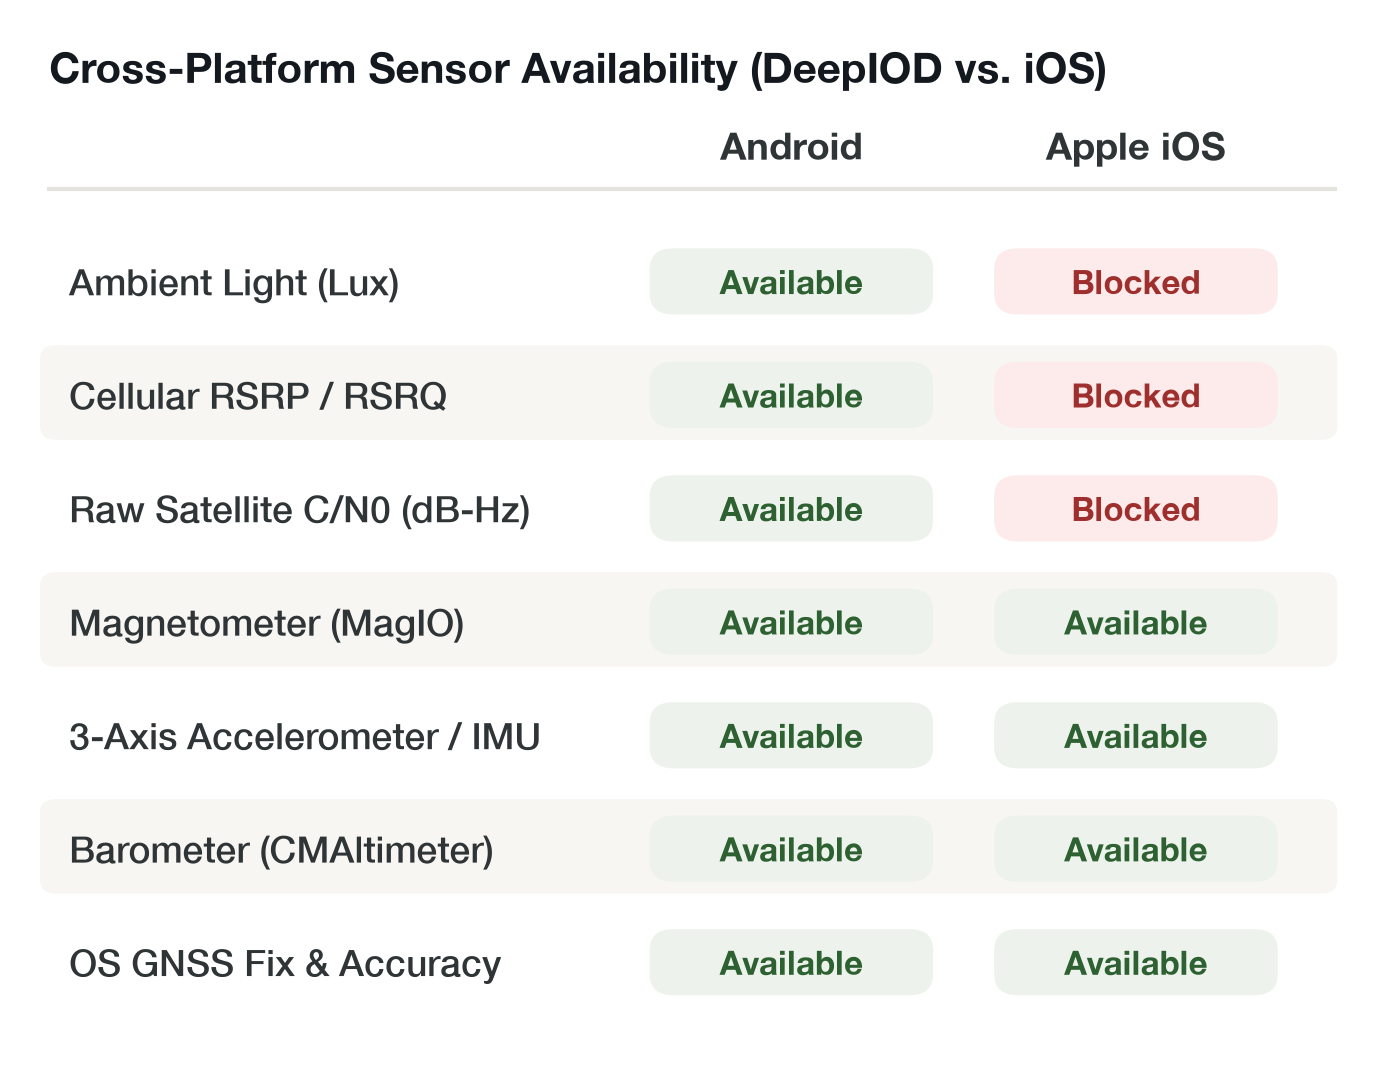 Cross-Platform Sensor Availability (DeepIOD vs. iOS)
Android Apple iOS
Ambient Light (Lux) Available Blocked
Cellular RSRP / RSRQ Available Blocked
Raw Satellite C/N0 (dB-Hz) Available Blocked
Magnetometer (MagIO) Available Available
3-Axis Accelerometer / IMU Available Available
Barometer (CMAltimeter) Available Available
OS GNSS Fix & Accuracy Available Available